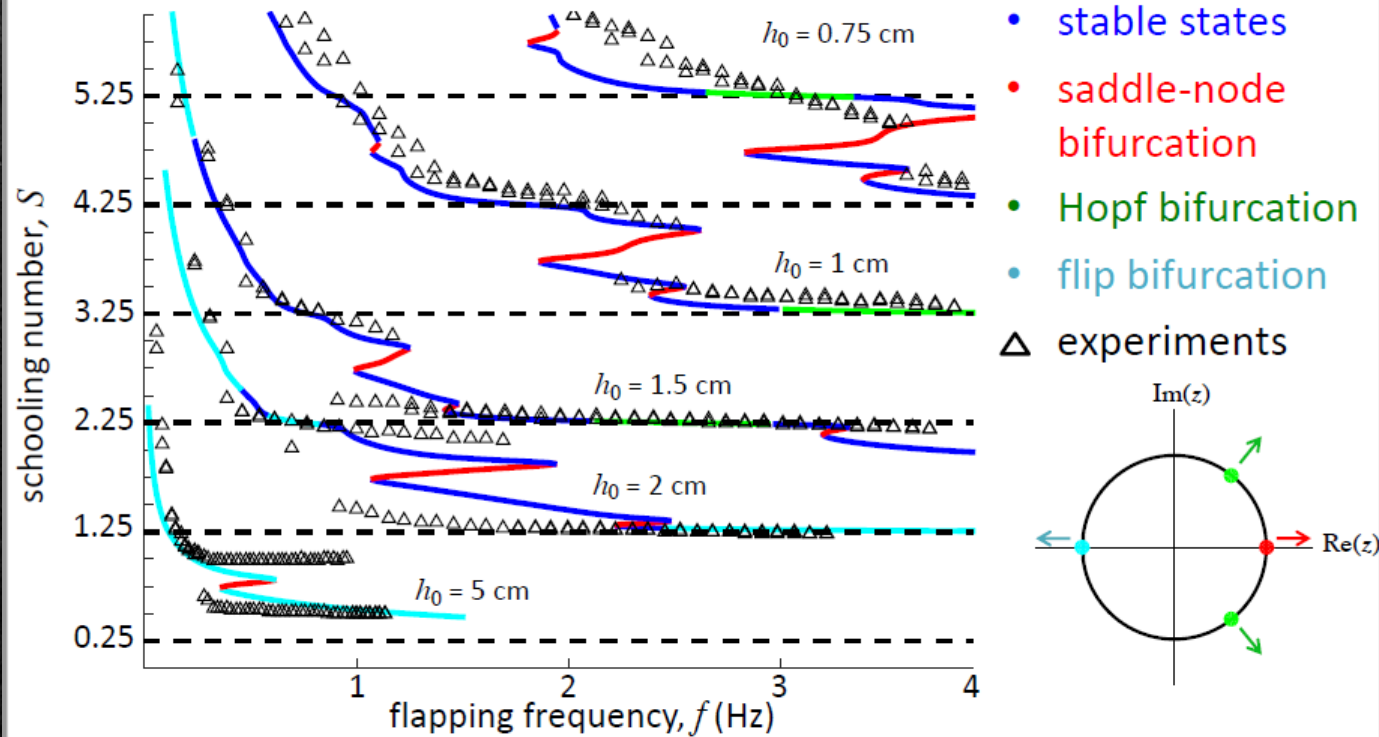 schooling number, S
5.25
4.25
3.25
2.25
1.25
0.25
h₀ = 0.75 cm
h₀ = 1 cm
h₀ = 1.5 cm
h₀ = 2 cm
h₀ = 5 cm
1 2 3 4
flapping frequency, f (Hz)
• stable states
• saddle-node
bifurcation
• Hopf bifurcation
• flip bifurcation
△ experiments
Im(z)
Re(z)